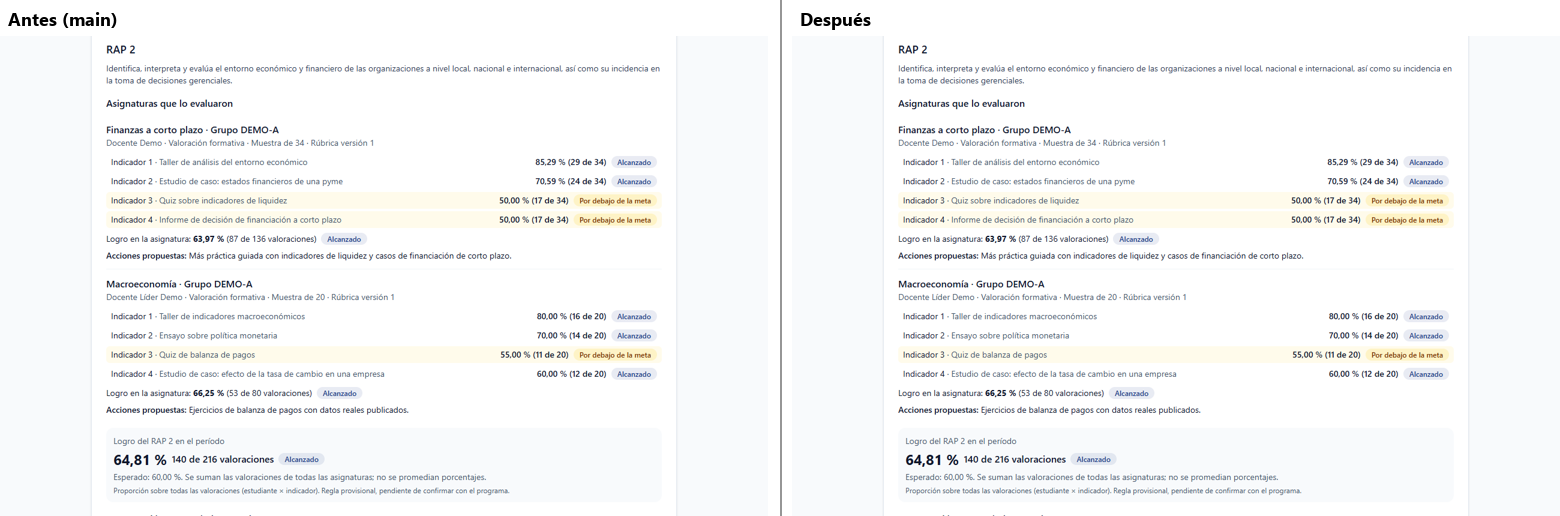 Antes (main)
RAP 2
Identifica, interpreta y evalúa el entorno económico y financiero de las organizaciones a nivel local, nacional e internacional, así como su incidencia en
la toma de decisiones gerenciales.
Asignaturas que lo evaluaron
Finanzas a corto plazo · Grupo DEMO-A
Docente Demo · Valoración formativa · Muestra de 34 · Rúbrica versión 1
Indicador 1 · Taller de análisis del entorno económico 85,29 % (29 de 34) Alcanzado
Indicador 2 · Estudio de caso: estados financieros de una pyme 70,59 % (24 de 34) Alcanzado
Indicador 3 · Quiz sobre indicadores de liquidez 50,00 % (17 de 34) Por debajo de la meta
Indicador 4 · Informe de decisión de financiación a corto plazo 50,00 % (17 de 34) Por debajo de la meta
Logro en la asignatura: 63,97 % (87 de 136 valoraciones) Alcanzado
Acciones propuestas: Más práctica guiada con indicadores de liquidez y casos de financiación de corto plazo.
Macroeconomía · Grupo DEMO-A
Docente Líder Demo · Valoración formativa · Muestra de 20 · Rúbrica versión 1
Indicador 1 · Taller de indicadores macroeconómicos 80,00 % (16 de 20) Alcanzado
Indicador 2 · Ensayo sobre política monetaria 70,00 % (14 de 20) Alcanzado
Indicador 3 · Quiz de balanza de pagos 55,00 % (11 de 20) Por debajo de la meta
Indicador 4 · Estudio de caso: efecto de la tasa de cambio en una empresa 60,00 % (12 de 20) Alcanzado
Logro en la asignatura: 66,25 % (53 de 80 valoraciones) Alcanzado
Acciones propuestas: Ejercicios de balanza de pagos con datos reales publicados.
Logro del RAP 2 en el período
64,81 % 140 de 216 valoraciones Alcanzado
Esperado: 60,00 %. Se suman las valoraciones de todas las asignaturas; no se promedian porcentajes.
Proporción sobre todas las valoraciones (estudiante × indicador). Regla provisional, pendiente de confirmar con el programa.
Después
RAP 2
Identifica, interpreta y evalúa el entorno económico y financiero de las organizaciones a nivel local, nacional e internacional, así como su incidencia en
la toma de decisiones gerenciales.
Asignaturas que lo evaluaron
Finanzas a corto plazo · Grupo DEMO-A
Docente Demo · Valoración formativa · Muestra de 34 · Rúbrica versión 1
Indicador 1 · Taller de análisis del entorno económico 85,29 % (29 de 34) Alcanzado
Indicador 2 · Estudio de caso: estados financieros de una pyme 70,59 % (24 de 34) Alcanzado
Indicador 3 · Quiz sobre indicadores de liquidez 50,00 % (17 de 34) Por debajo de la meta
Indicador 4 · Informe de decisión de financiación a corto plazo 50,00 % (17 de 34) Por debajo de la meta
Logro en la asignatura: 63,97 % (87 de 136 valoraciones) Alcanzado
Acciones propuestas: Más práctica guiada con indicadores de liquidez y casos de financiación de corto plazo.
Macroeconomía · Grupo DEMO-A
Docente Líder Demo · Valoración formativa · Muestra de 20 · Rúbrica versión 1
Indicador 1 · Taller de indicadores macroeconómicos 80,00 % (16 de 20) Alcanzado
Indicador 2 · Ensayo sobre política monetaria 70,00 % (14 de 20) Alcanzado
Indicador 3 · Quiz de balanza de pagos 55,00 % (11 de 20) Por debajo de la meta
Indicador 4 · Estudio de caso: efecto de la tasa de cambio en una empresa 60,00 % (12 de 20) Alcanzado
Logro en la asignatura: 66,25 % (53 de 80 valoraciones) Alcanzado
Acciones propuestas: Ejercicios de balanza de pagos con datos reales publicados.
Logro del RAP 2 en el período
64,81 % 140 de 216 valoraciones Alcanzado
Esperado: 60,00 %. Se suman las valoraciones de todas las asignaturas; no se promedian porcentajes.
Proporción sobre todas las valoraciones (estudiante × indicador). Regla provisional, pendiente de confirmar con el programa.